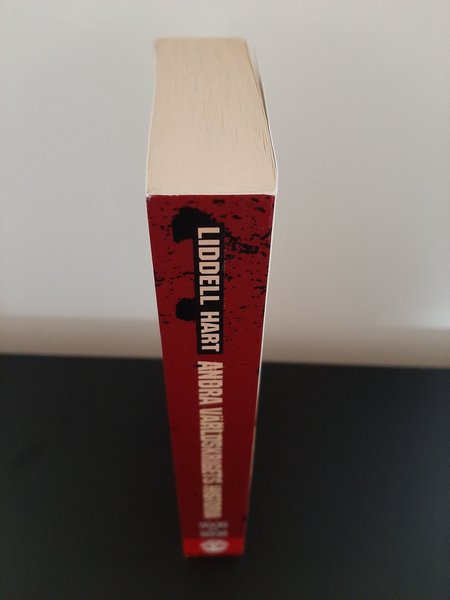 LIDDELL HART
ANDRA VÄRLDSKRIGETS HISTORIA